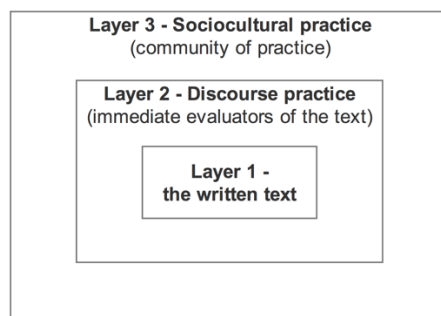 Layer 3 - Sociocultural practice
(community of practice)
Layer 2 - Discourse practice
(immediate evaluators of the text)
Layer 1 -
the written text